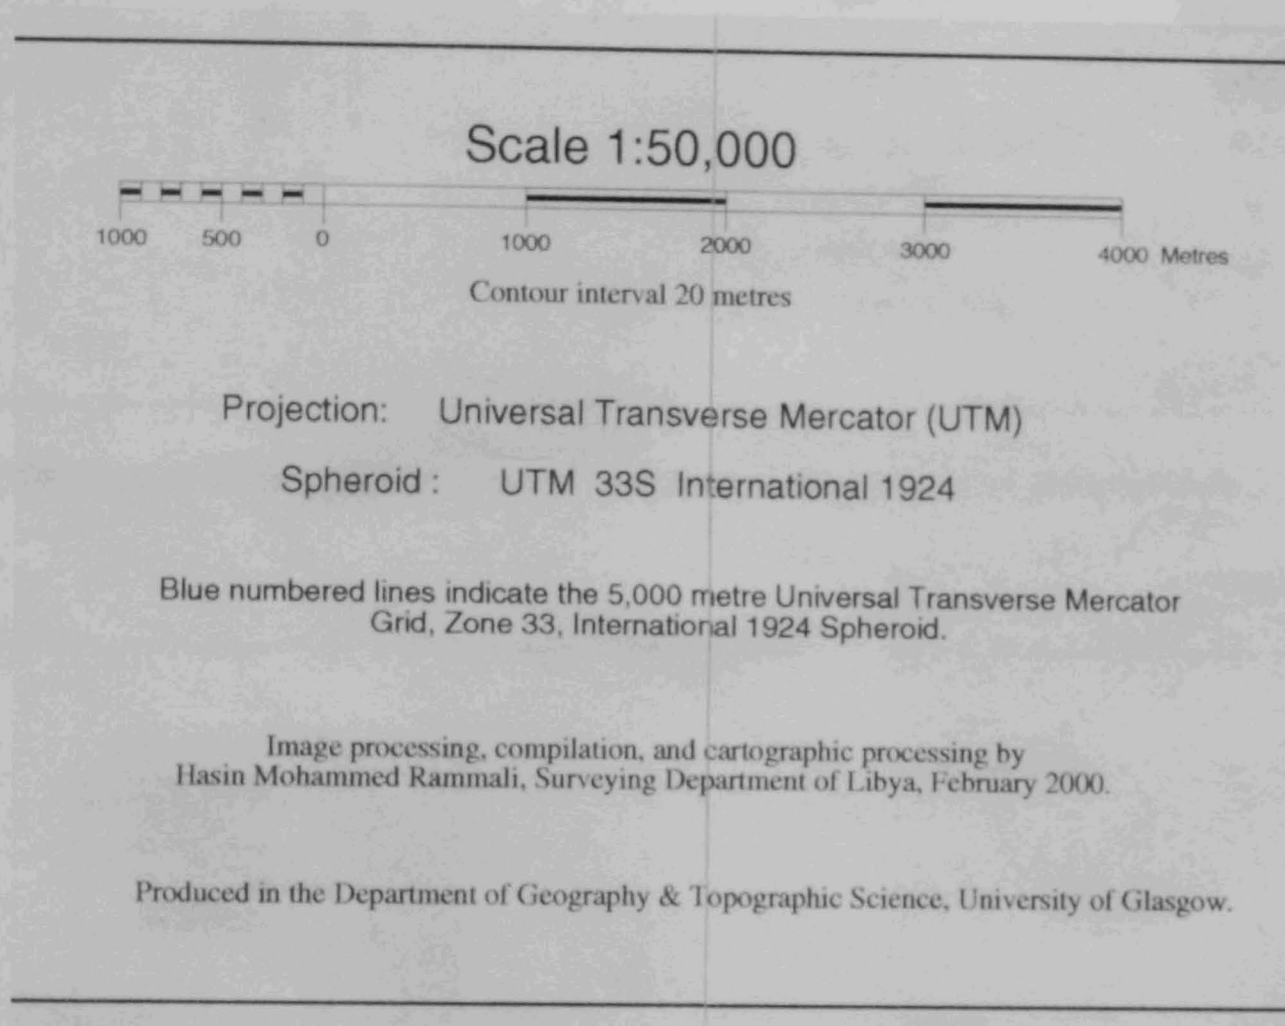 Scale 1:50,000
1000 500 0 1000 2000 3000 4000 Metres
Contour interval 20 metres
Projection: Universal Transverse Mercator (UTM)
Spheroid : UTM 33S International 1924
Blue numbered lines indicate the 5,000 metre Universal Transverse Mercator
Grid, Zone 33, International 1924 Spheroid.
Image processing, compilation, and cartographic processing by
Hasin Mohammed Rammali, Surveying Department of Libya, February 2000.
Produced in the Department of Geography & Topographic Science, University of Glasgow.